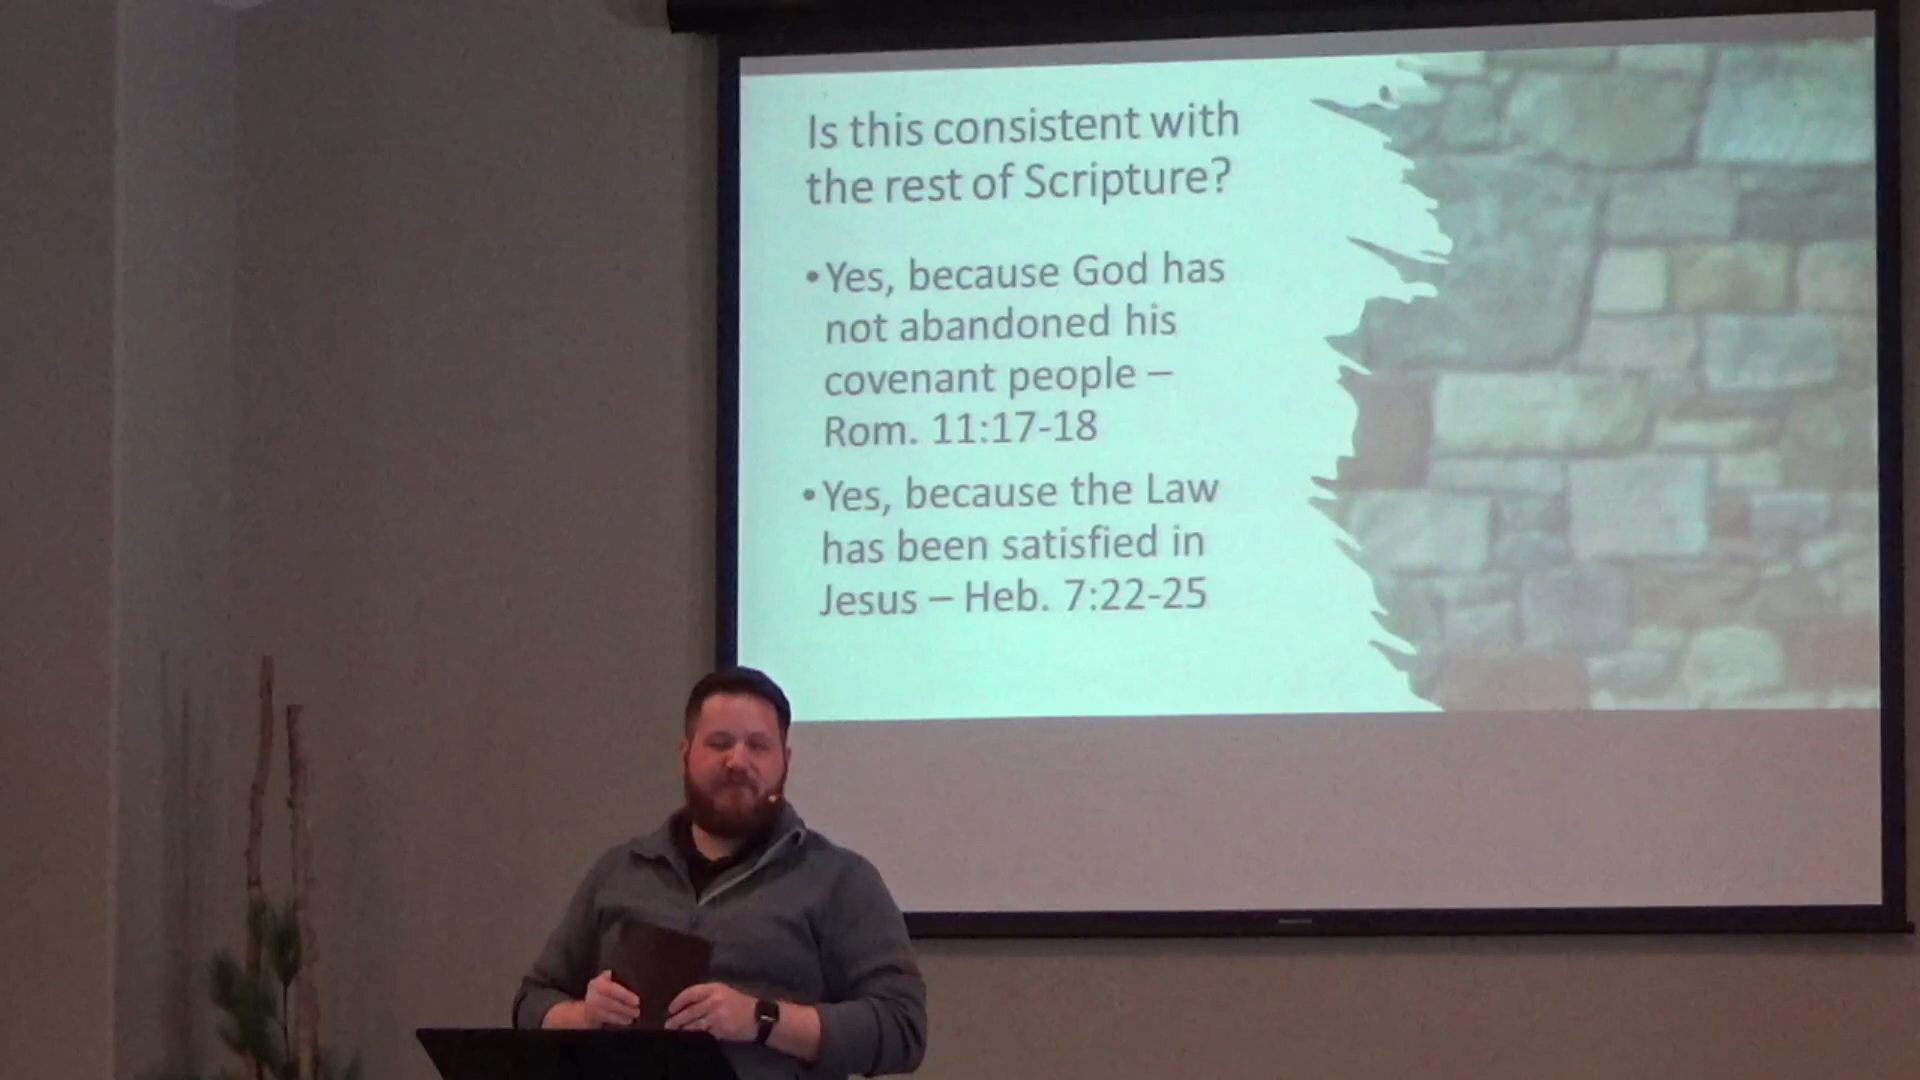 Is this consistent with
the rest of Scripture?
• Yes, because God has
not abandoned his
covenant people –
Rom. 11:17-18
• Yes, because the Law
has been satisfied in
Jesus – Heb. 7:22-25